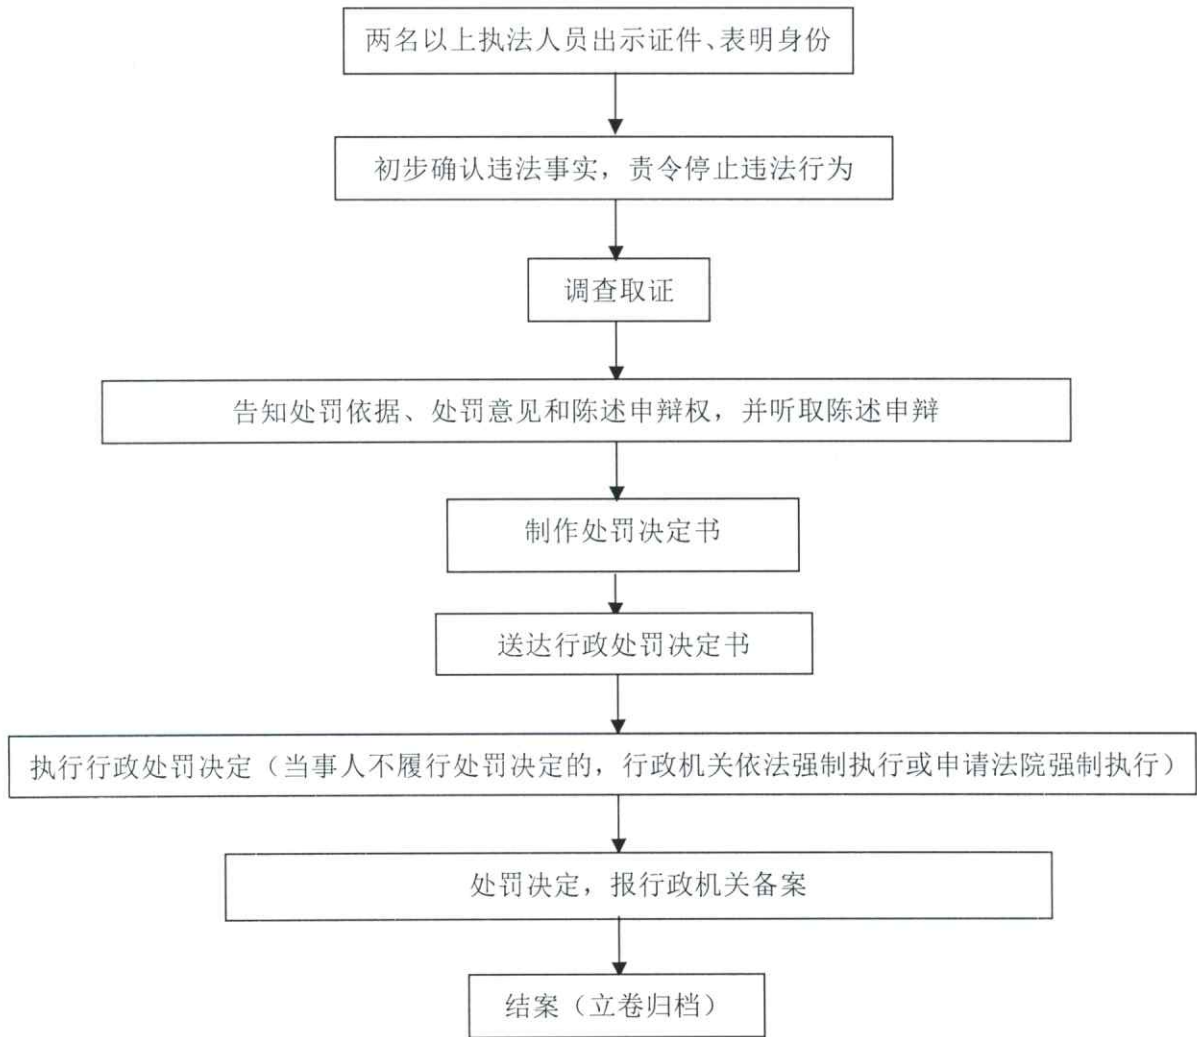 两名以上执法人员出示证件、表明身份
初步确认违法事实，责令停止违法行为
调查取证
告知处罚依据、处罚意见和陈述申辩权，并听取陈述申辩
制作处罚决定书
送达行政处罚决定书
执行行政处罚决定（当事人不履行处罚决定的，行政机关依法强制执行或申请法院强制执行）
处罚决定，报行政机关备案
结案（立卷归档）